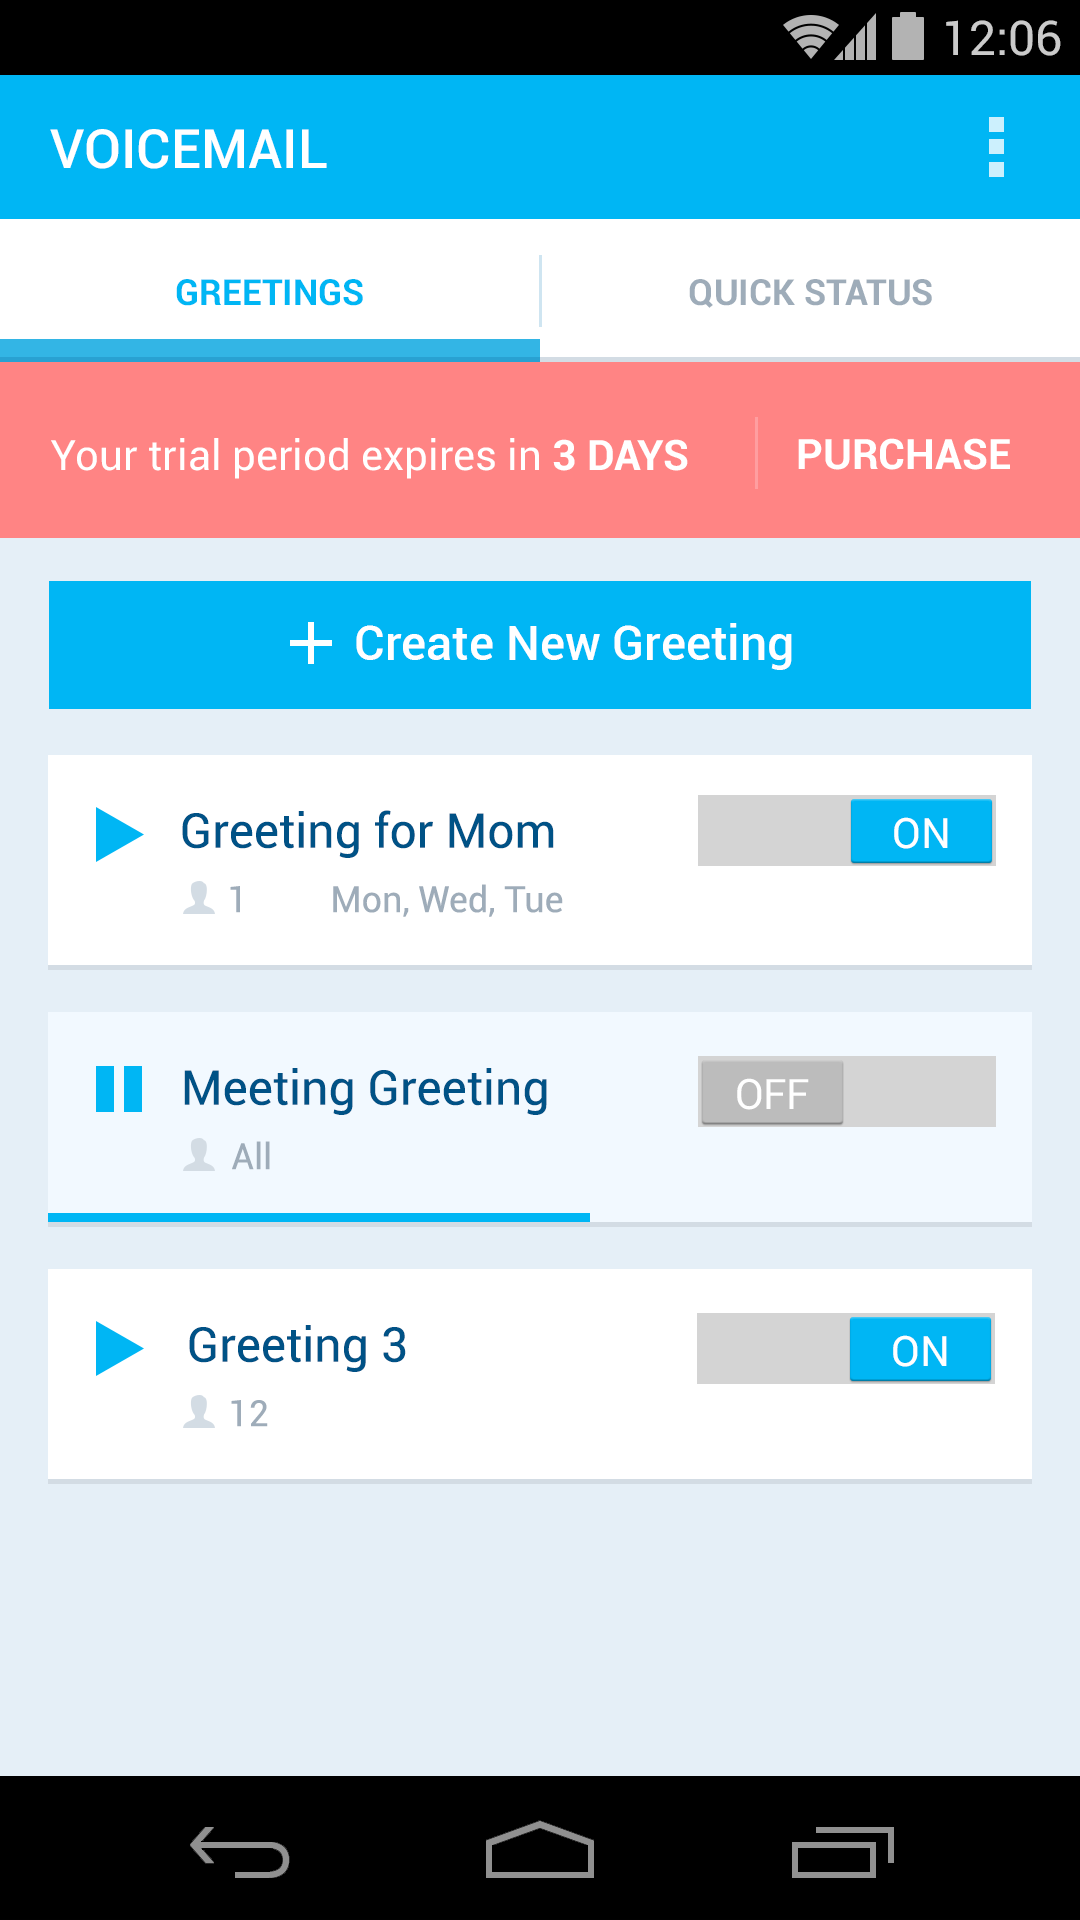 12:06
VOICEMAIL
GREETINGS
QUICK STATUS
Your trial period expires in 3 DAYS
PURCHASE
Create New Greeting
Greeting for Mom
ON
1
Mon, Wed, Tue
Meeting Greeting
OFF
All
Greeting 3
ON
12